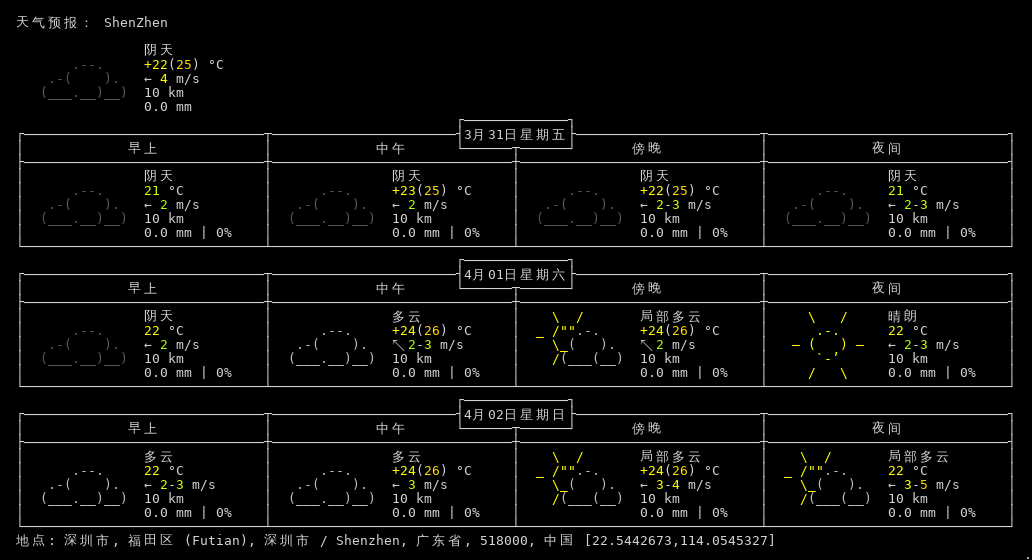 天气预报: ShenZhen
阴天
+22(25) °C
← 4 m/s
10 km
0.0 mm
3月31日星期五
早上 中午 傍晚 夜间
阴天 阴天 阴天 阴天
21 °C +23(25) °C +22(25) °C 21 °C
← 2 m/s ← 2 m/s ← 2-3 m/s ← 2-3 m/s
10 km 10 km 10 km 10 km
0.0 mm | 0% 0.0 mm | 0% 0.0 mm | 0% 0.0 mm | 0%
4月01日星期六
早上 中午 傍晚 夜间
阴天 多云 局部多云 晴朗
22 °C +24(26) °C +24(26) °C 22 °C
← 2 m/s ↖ 2-3 m/s ↖ 2 m/s ← 2-3 m/s
10 km 10 km 10 km 10 km
0.0 mm | 0% 0.0 mm | 0% 0.0 mm | 0% 0.0 mm | 0%
4月02日星期日
早上 中午 傍晚 夜间
多云 多云 局部多云 局部多云
22 °C +24(26) °C +24(26) °C 22 °C
← 2-3 m/s ← 3 m/s ← 3-4 m/s ← 3-5 m/s
10 km 10 km 10 km 10 km
0.0 mm | 0% 0.0 mm | 0% 0.0 mm | 0% 0.0 mm | 0%
地点: 深圳市, 福田区 (Futian), 深圳市 / Shenzhen, 广东省, 518000, 中国 [22.5442673,114.0545327]